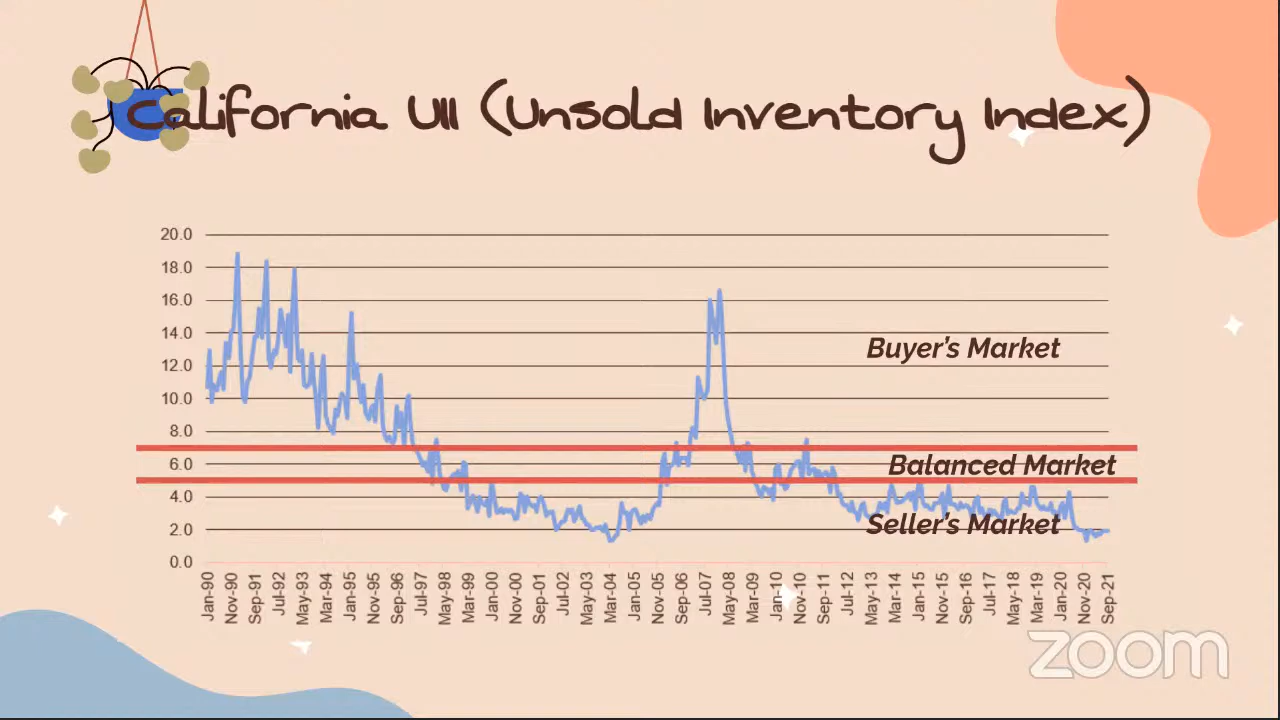 California UII (Unsold Inventory Index)
20.0
18.0
16.0
14.0
Buyer's Market
12.0
10.0
8.0
6.0
Balanced Market
4.0
Seller's Market
2.0
0.0
Jan-90 Nov-90 Sep-91 Jul-92 May-93 Mar-94 Jan-95 Nov-95 Sep-96 Jul-97 May-98 Mar-99 Jan-00 Nov-00 Sep-01 Jul-02 May-03 Mar-04 Jan-05 Nov-05 Sep-06 Jul-07 May-08 Mar-09 Jan-10 Nov-10 Sep-11 Jul-12 May-13 Mar-14 Jan-15 Nov-15 Sep-16 Jul-17 May-18 Mar-19 Jan-20 Nov-20 Sep-21
zoom